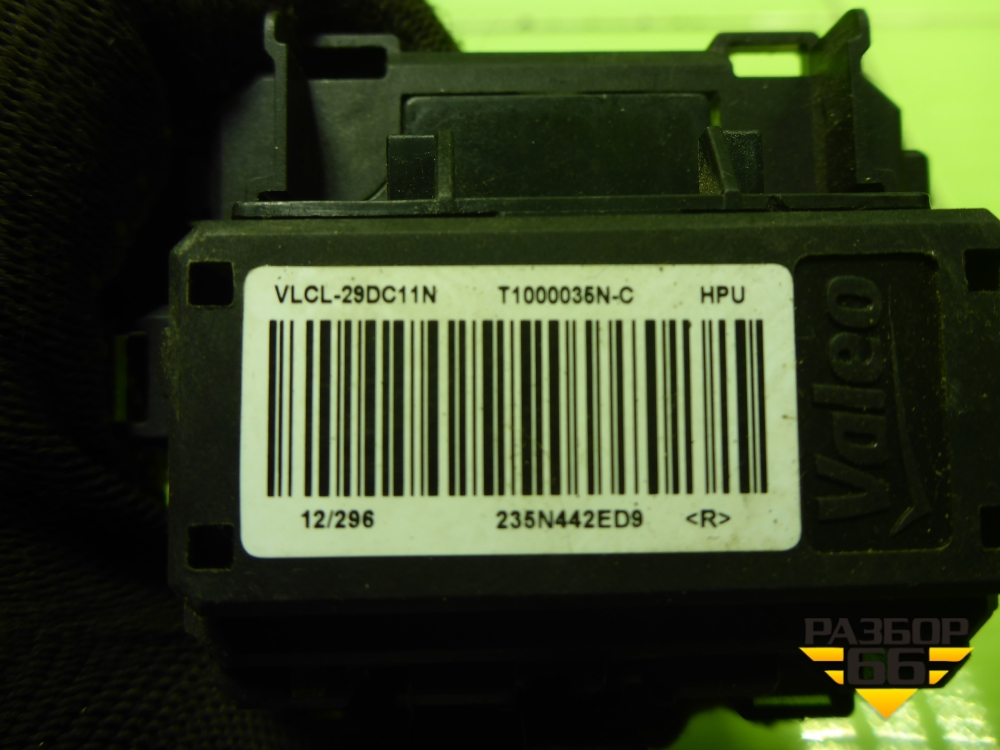 VLCL-29DC11N T1000035N-C HPU
12/296 235N442ED9 <R>
Valeo
РАЗБОР
66